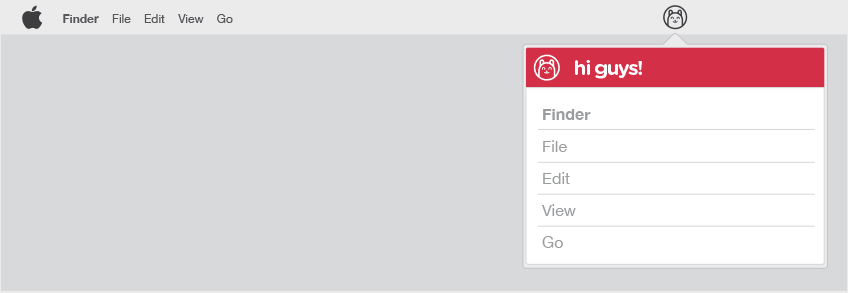 Finder File Edit View Go
hi guys!
Finder
File
Edit
View
Go